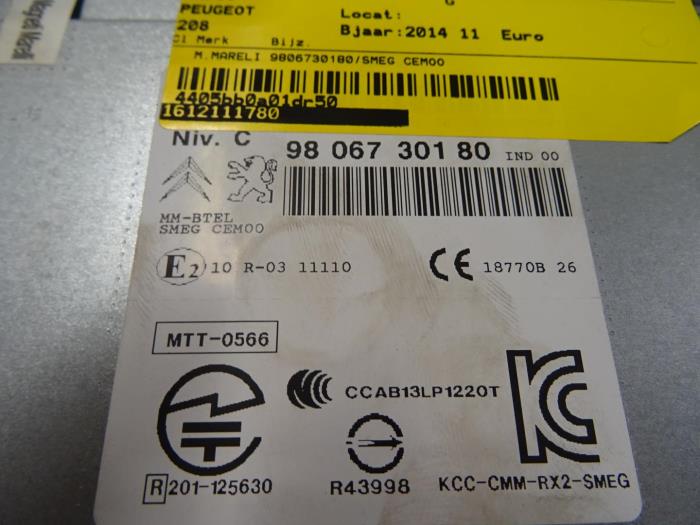 G
PEUGEOT
Locat:
208
Bjaar:2014 11 Euro
Cl Merk Bijz.
M.MARELI 9806730180/SMEG CEM00
4405bb0a01dr50
1612111780
Niv. C
98 067 301 80 IND 00
MM-BTEL
SMEG CEM00
E2 10 R-03 11110
CE 18770B 26
MTT-0566
CCAB13LP1220T
R 201-125630
R43998
KCC-CMM-RX2-SMEG